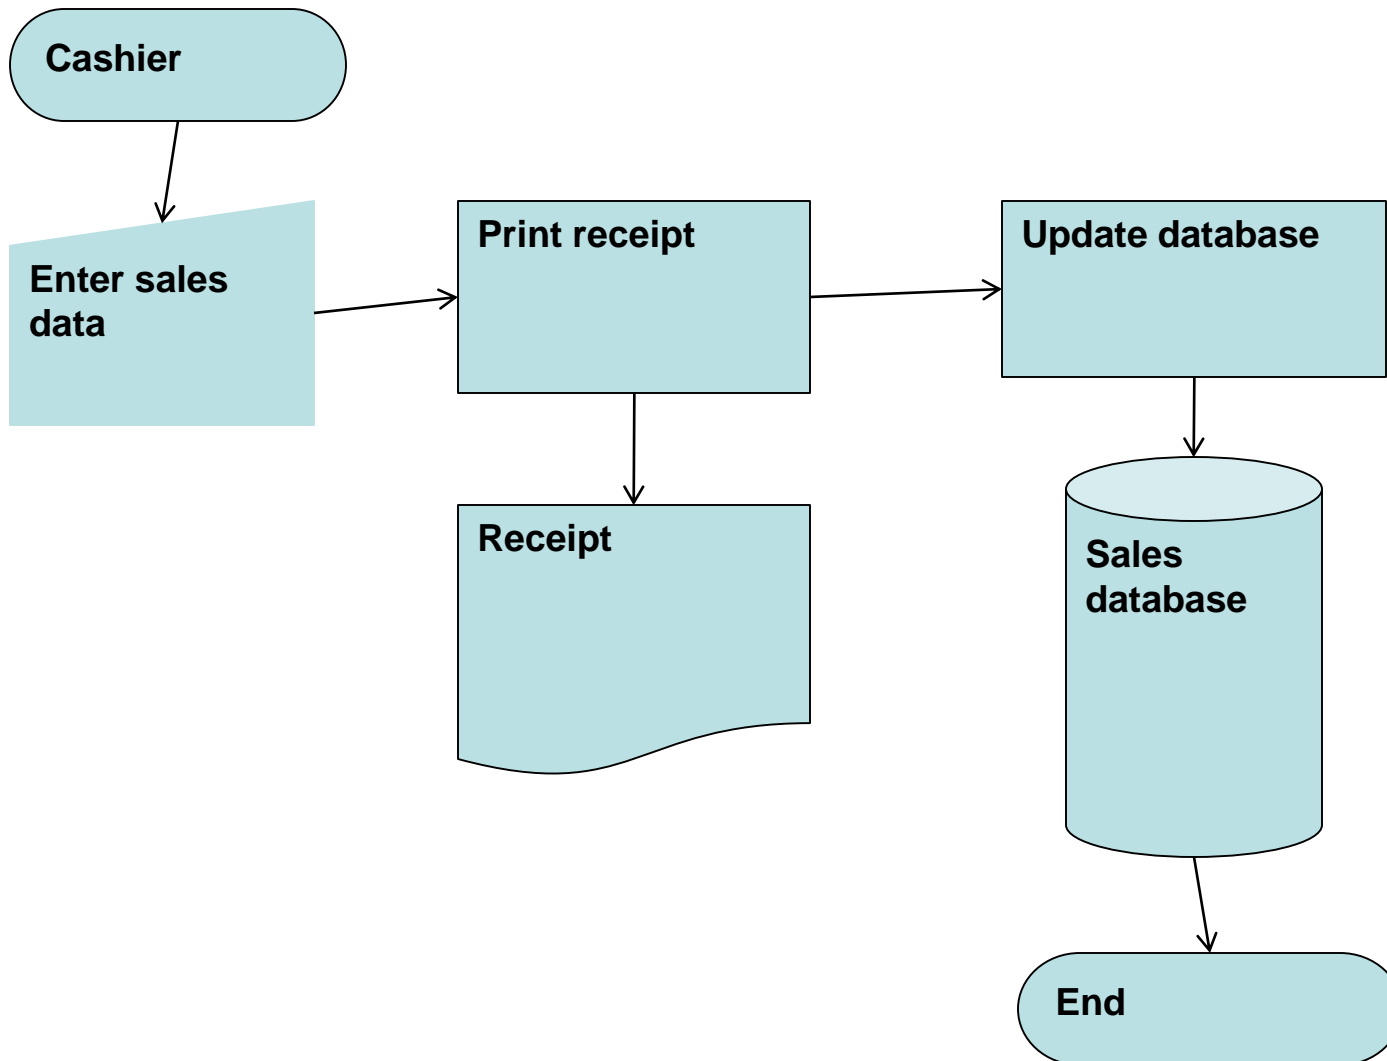 Cashier
Enter sales
data
Print receipt
Update database
Receipt
Sales
database
End